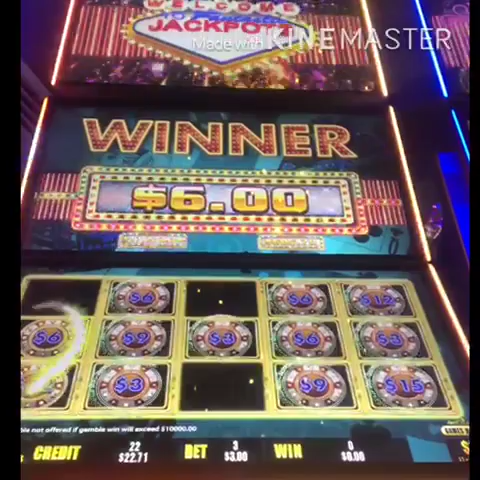 WELCOME
JACKPOTS
Made with KINEMASTER
WINNER
$6.00
$6 $6 $12
$6 $9 $3 $6 $3
$3 $9 $15
ble not offered if gamble win will exceed $10000.00
CREDIT 22 $22.71 BET 3 $3.00 WIN 0 $0.00